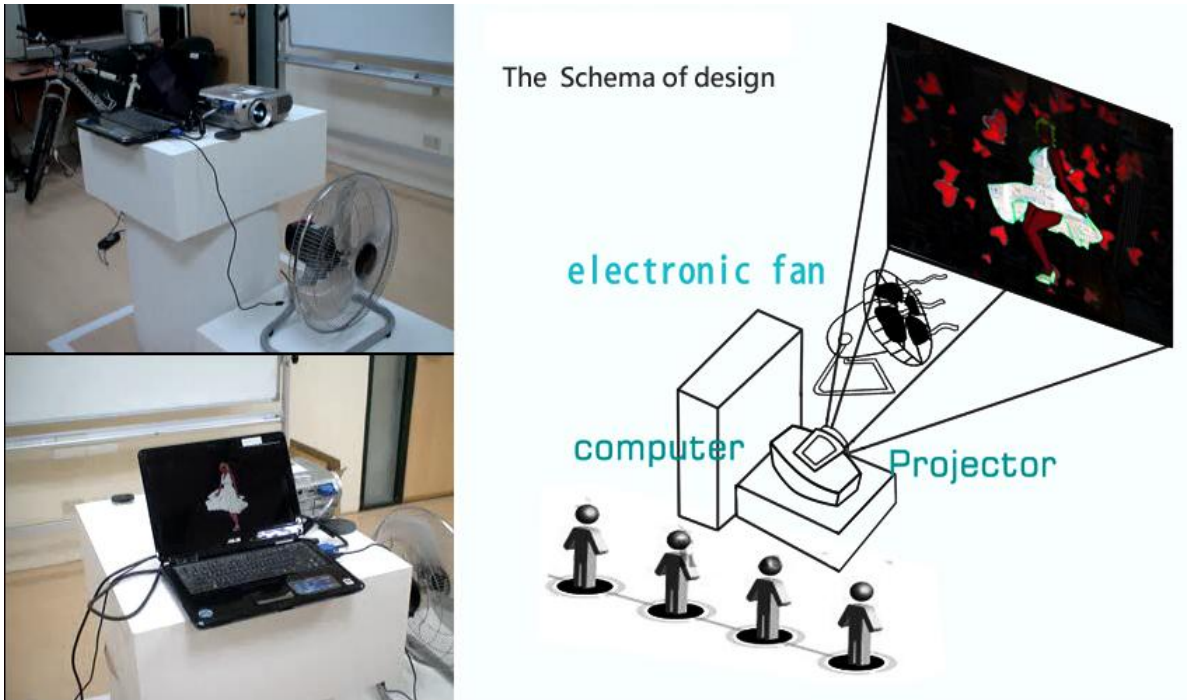 The Schema of design
electronic fan
computer
Projector